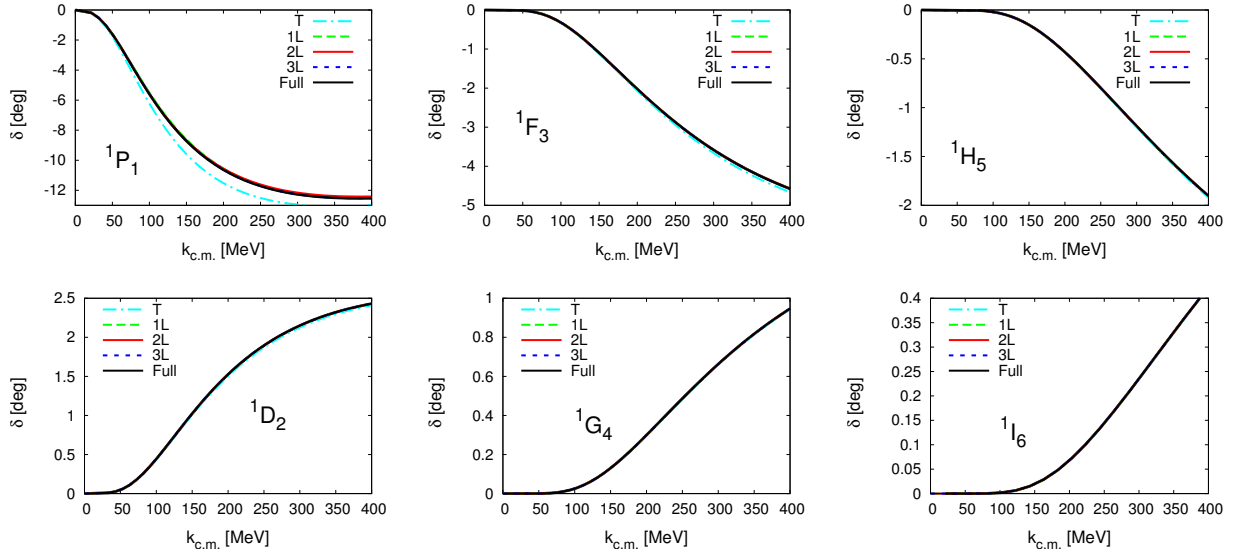 0
-2
-4
-6
-8
-10
-12
δ [deg]
T
1L
2L
3L
Full
¹P₁
0 50 100 150 200 250 300 350 400
k_c.m. [MeV]
0
-1
-2
-3
-4
-5
δ [deg]
T
1L
2L
3L
Full
¹F₃
0 50 100 150 200 250 300 350 400
k_c.m. [MeV]
0
-0.5
-1
-1.5
-2
δ [deg]
T
1L
2L
3L
Full
¹H₅
0 50 100 150 200 250 300 350 400
k_c.m. [MeV]
2.5
2
1.5
1
0.5
0
δ [deg]
T
1L
2L
3L
Full
¹D₂
0 50 100 150 200 250 300 350 400
k_c.m. [MeV]
1
0.8
0.6
0.4
0.2
0
δ [deg]
T
1L
2L
3L
Full
¹G₄
0 50 100 150 200 250 300 350 400
k_c.m. [MeV]
0.4
0.35
0.3
0.25
0.2
0.15
0.1
0.05
0
δ [deg]
T
1L
2L
3L
Full
¹I₆
0 50 100 150 200 250 300 350 400
k_c.m. [MeV]